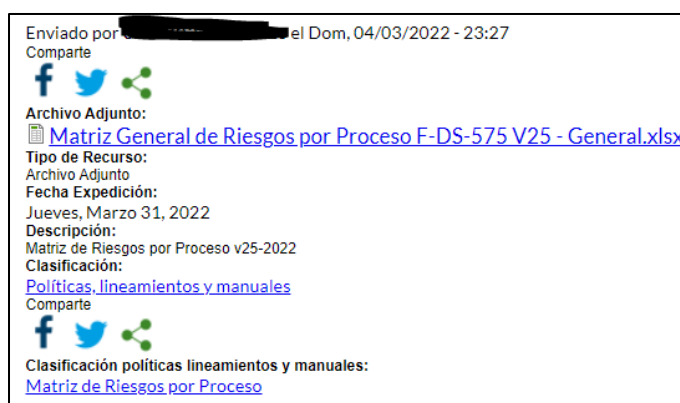 Enviado por el Dom, 04/03/2022 - 23:27
Comparte
Archivo Adjunto:
Matriz General de Riesgos por Proceso F-DS-575 V25 - General.xlsx
Tipo de Recurso:
Archivo Adjunto
Fecha Expedición:
Jueves, Marzo 31, 2022
Descripción:
Matriz de Riesgos por Proceso v25-2022
Clasificación:
Políticas, lineamientos y manuales
Comparte
Clasificación políticas lineamientos y manuales:
Matriz de Riesgos por Proceso